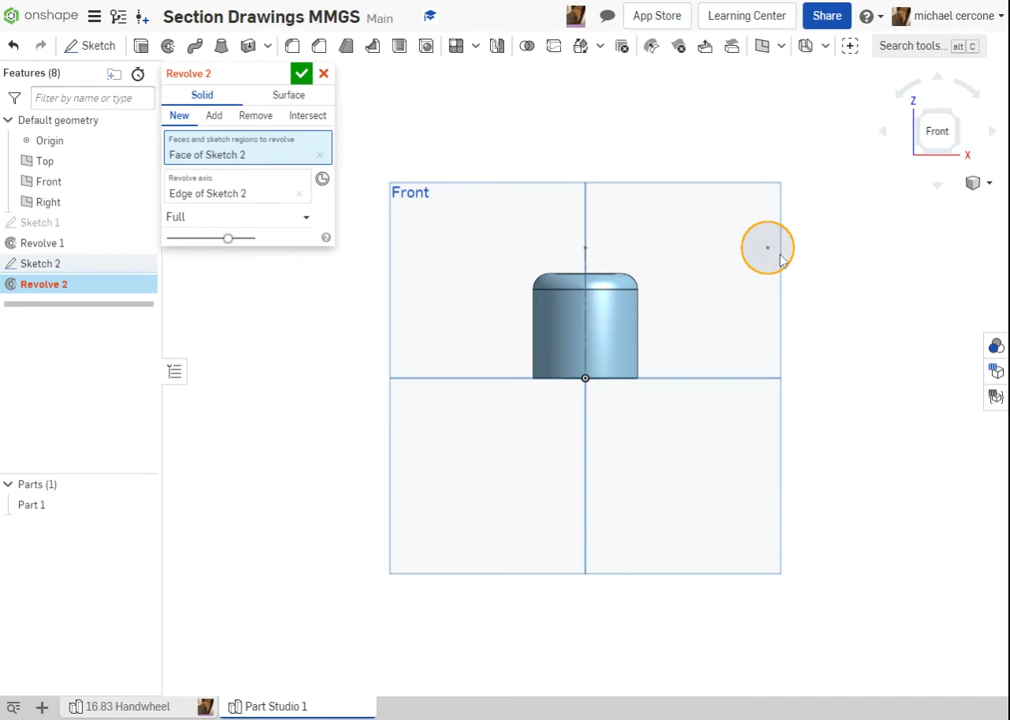 onshape Section Drawings MMGS Main App Store Learning Center Share michael cercone
Sketch Search tools... alt C
Features (8)
Filter by name or type
Default geometry
Origin
Top
Front
Right
Sketch 1
Revolve 1
Sketch 2
Revolve 2
Revolve 2
Solid Surface
New Add Remove Intersect
Faces and sketch regions to revolve
Face of Sketch 2
Revolve axis
Edge of Sketch 2
Full
Front
Z
Front
X
Parts (1)
Part 1
16.83 Handwheel Part Studio 1